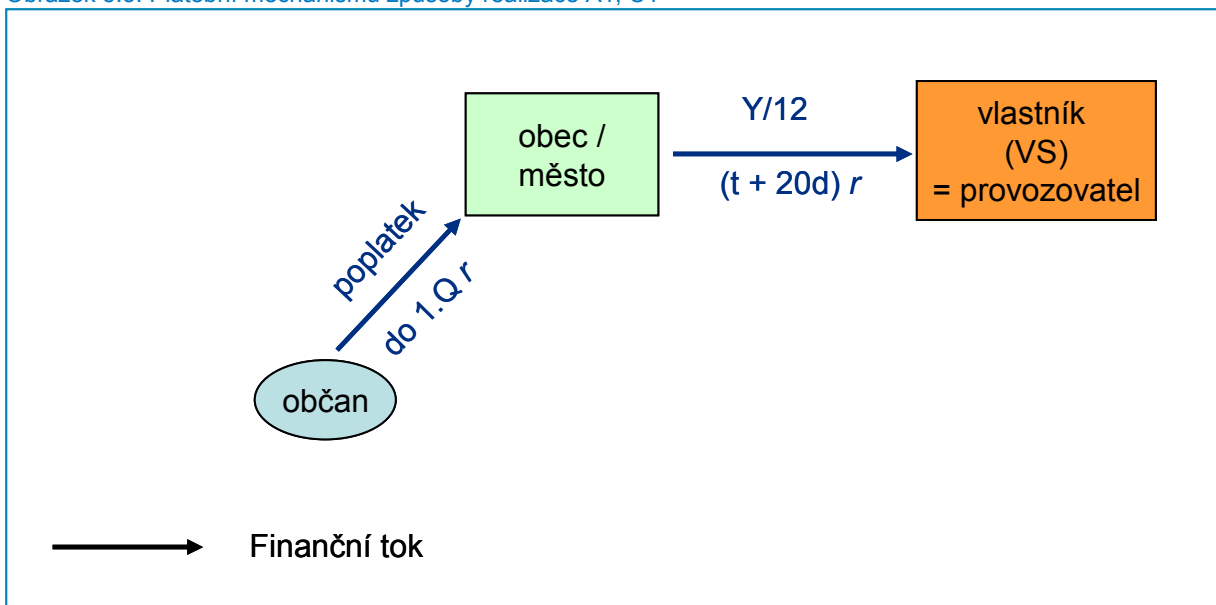 obec /
město
Y/12
(t + 20d) r
vlastník
(VS)
= provozovatel
poplatek
do 1.Q r
občan
Finanční tok